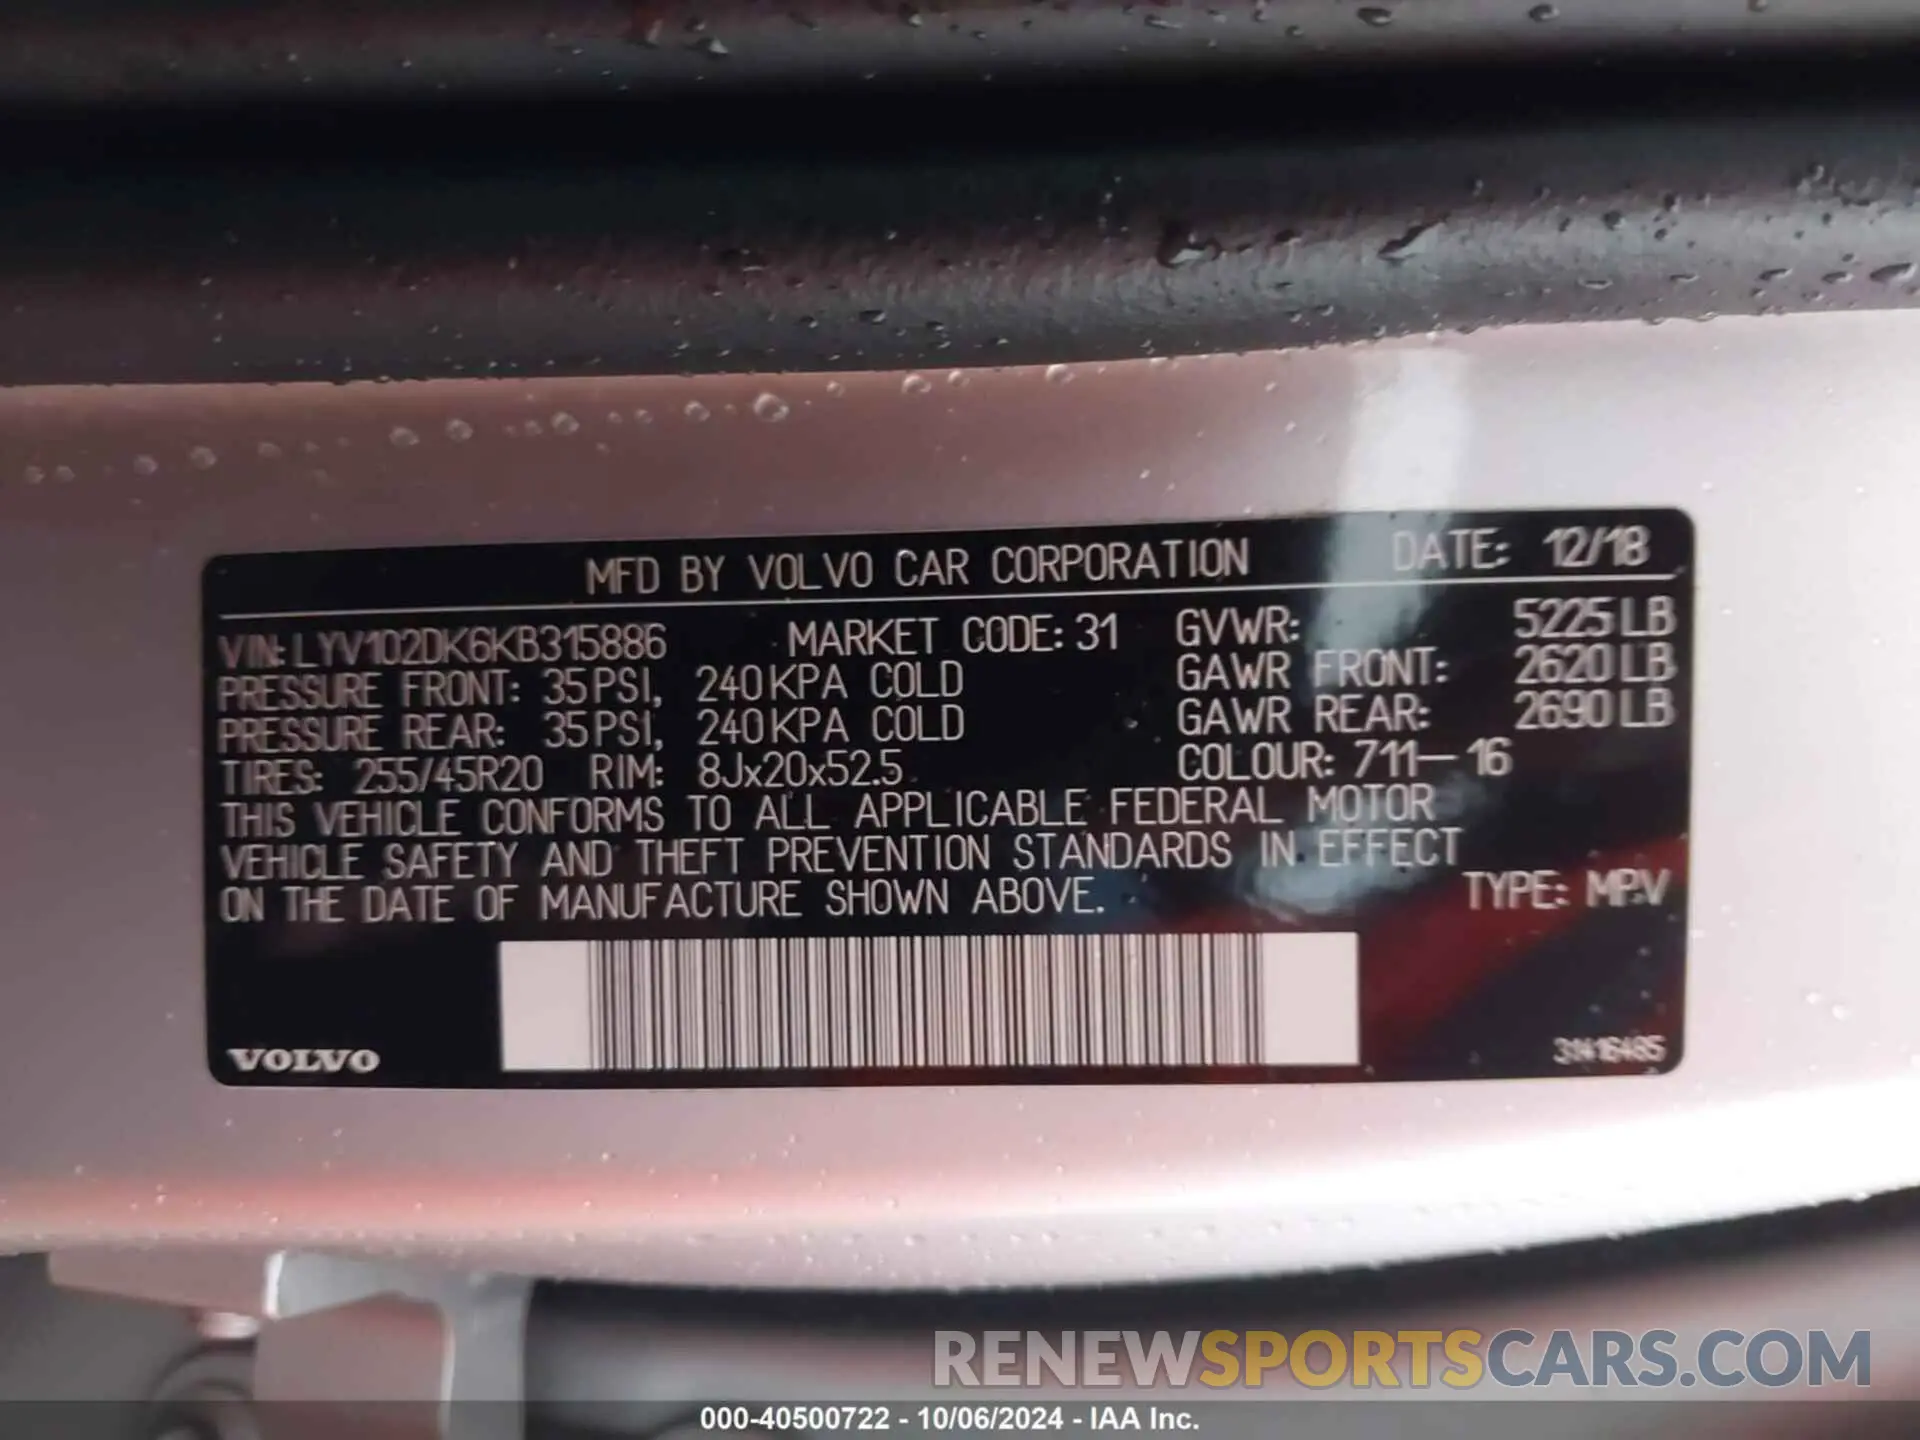 MFD BY VOLVO CAR CORPORATION DATE: 12/18
VIN: LYV102DK6KB315886 MARKET CODE: 31 GVWR: 5225 LB
PRESSURE FRONT: 35 PSI, 240 KPA COLD GAWR FRONT: 2620 LB
PRESSURE REAR: 35 PSI, 240 KPA COLD GAWR REAR: 2690 LB
TIRES: 255/45R20 RIM: 8Jx20x52.5 COLOUR: 711-16
THIS VEHICLE CONFORMS TO ALL APPLICABLE FEDERAL MOTOR
VEHICLE SAFETY AND THEFT PREVENTION STANDARDS IN EFFECT
ON THE DATE OF MANUFACTURE SHOWN ABOVE. TYPE: MPV
VOLVO 31416485
RENEWSPORTSCARS.COM
000-40500722 - 10/06/2024 - IAA Inc.